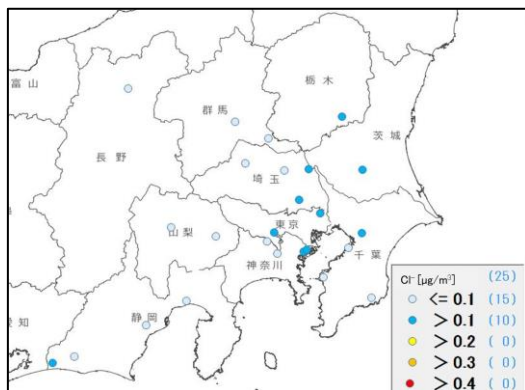 栃木
富山
群馬
茨城
長野
埼玉
東京
山梨
千葉
神奈川
静岡
愛知
Cl⁻ [μg/m³] (25)
<= 0.1 (15)
> 0.1 (10)
> 0.2 ( 0)
> 0.3 ( 0)
> 0.4 ( 0)